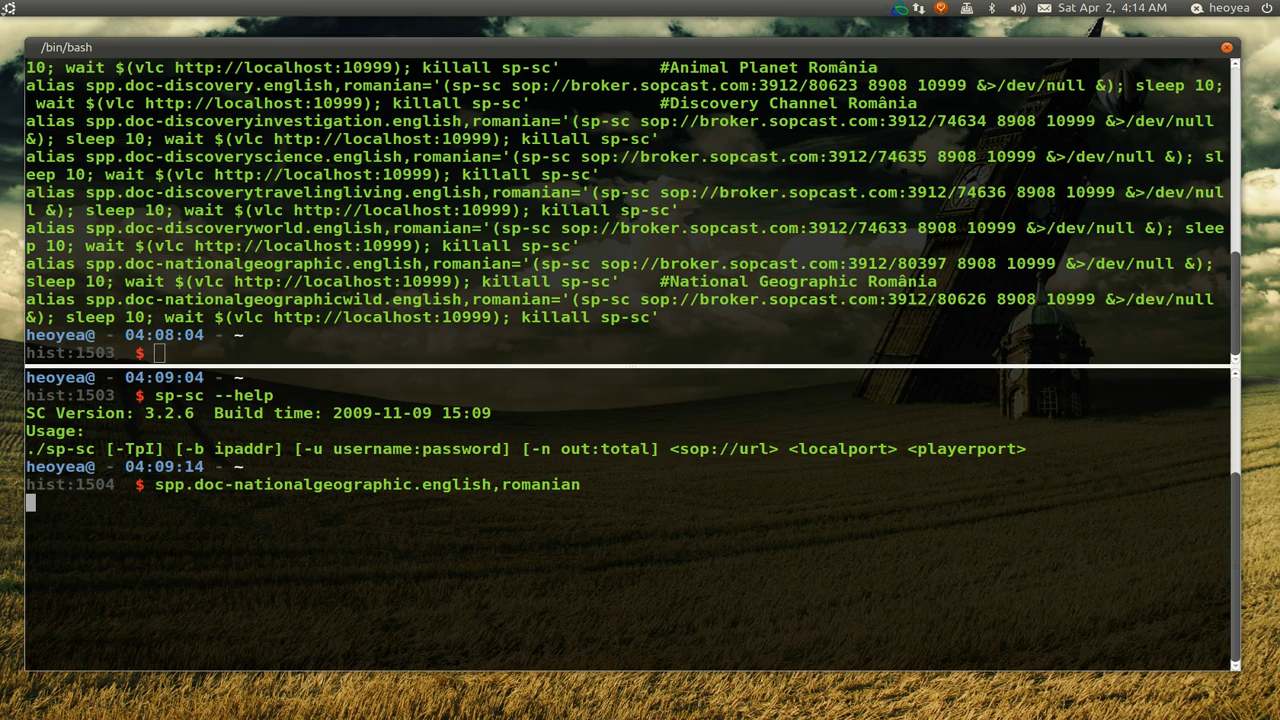 Sat Apr 2, 4:14 AM heoyea
/bin/bash
10; wait $(vlc http://localhost:10999); killall sp-sc' #Animal Planet România
alias spp.doc-discovery.english,romanian='(sp-sc sop://broker.sopcast.com:3912/80623 8908 10999 &>/dev/null &); sleep 10;
wait $(vlc http://localhost:10999); killall sp-sc' #Discovery Channel România
alias spp.doc-discoveryinvestigation.english,romanian='(sp-sc sop://broker.sopcast.com:3912/74634 8908 10999 &>/dev/null
&); sleep 10; wait $(vlc http://localhost:10999); killall sp-sc'
alias spp.doc-discoveryscience.english,romanian='(sp-sc sop://broker.sopcast.com:3912/74635 8908 10999 &>/dev/null &); sl
eep 10; wait $(vlc http://localhost:10999); killall sp-sc'
alias spp.doc-discoverytravelingliving.english,romanian='(sp-sc sop://broker.sopcast.com:3912/74636 8908 10999 &>/dev/nul
l &); sleep 10; wait $(vlc http://localhost:10999); killall sp-sc'
alias spp.doc-discoveryworld.english,romanian='(sp-sc sop://broker.sopcast.com:3912/74633 8908 10999 &>/dev/null &); slee
p 10; wait $(vlc http://localhost:10999); killall sp-sc'
alias spp.doc-nationalgeographic.english,romanian='(sp-sc sop://broker.sopcast.com:3912/80397 8908 10999 &>/dev/null &);
sleep 10; wait $(vlc http://localhost:10999); killall sp-sc' #National Geographic România
alias spp.doc-nationalgeographicwild.english,romanian='(sp-sc sop://broker.sopcast.com:3912/80626 8908 10999 &>/dev/null
&); sleep 10; wait $(vlc http://localhost:10999); killall sp-sc'
heoyea@ - 04:08:04 - ~
hist:1503 $
heoyea@ - 04:09:04 - ~
hist:1503 $ sp-sc --help
SC Version: 3.2.6 Build time: 2009-11-09 15:09
Usage:
./sp-sc [-TpI] [-b ipaddr] [-u username:password] [-n out:total] <sop://url> <localport> <playerport>
heoyea@ - 04:09:14 - ~
hist:1504 $ spp.doc-nationalgeographic.english,romanian